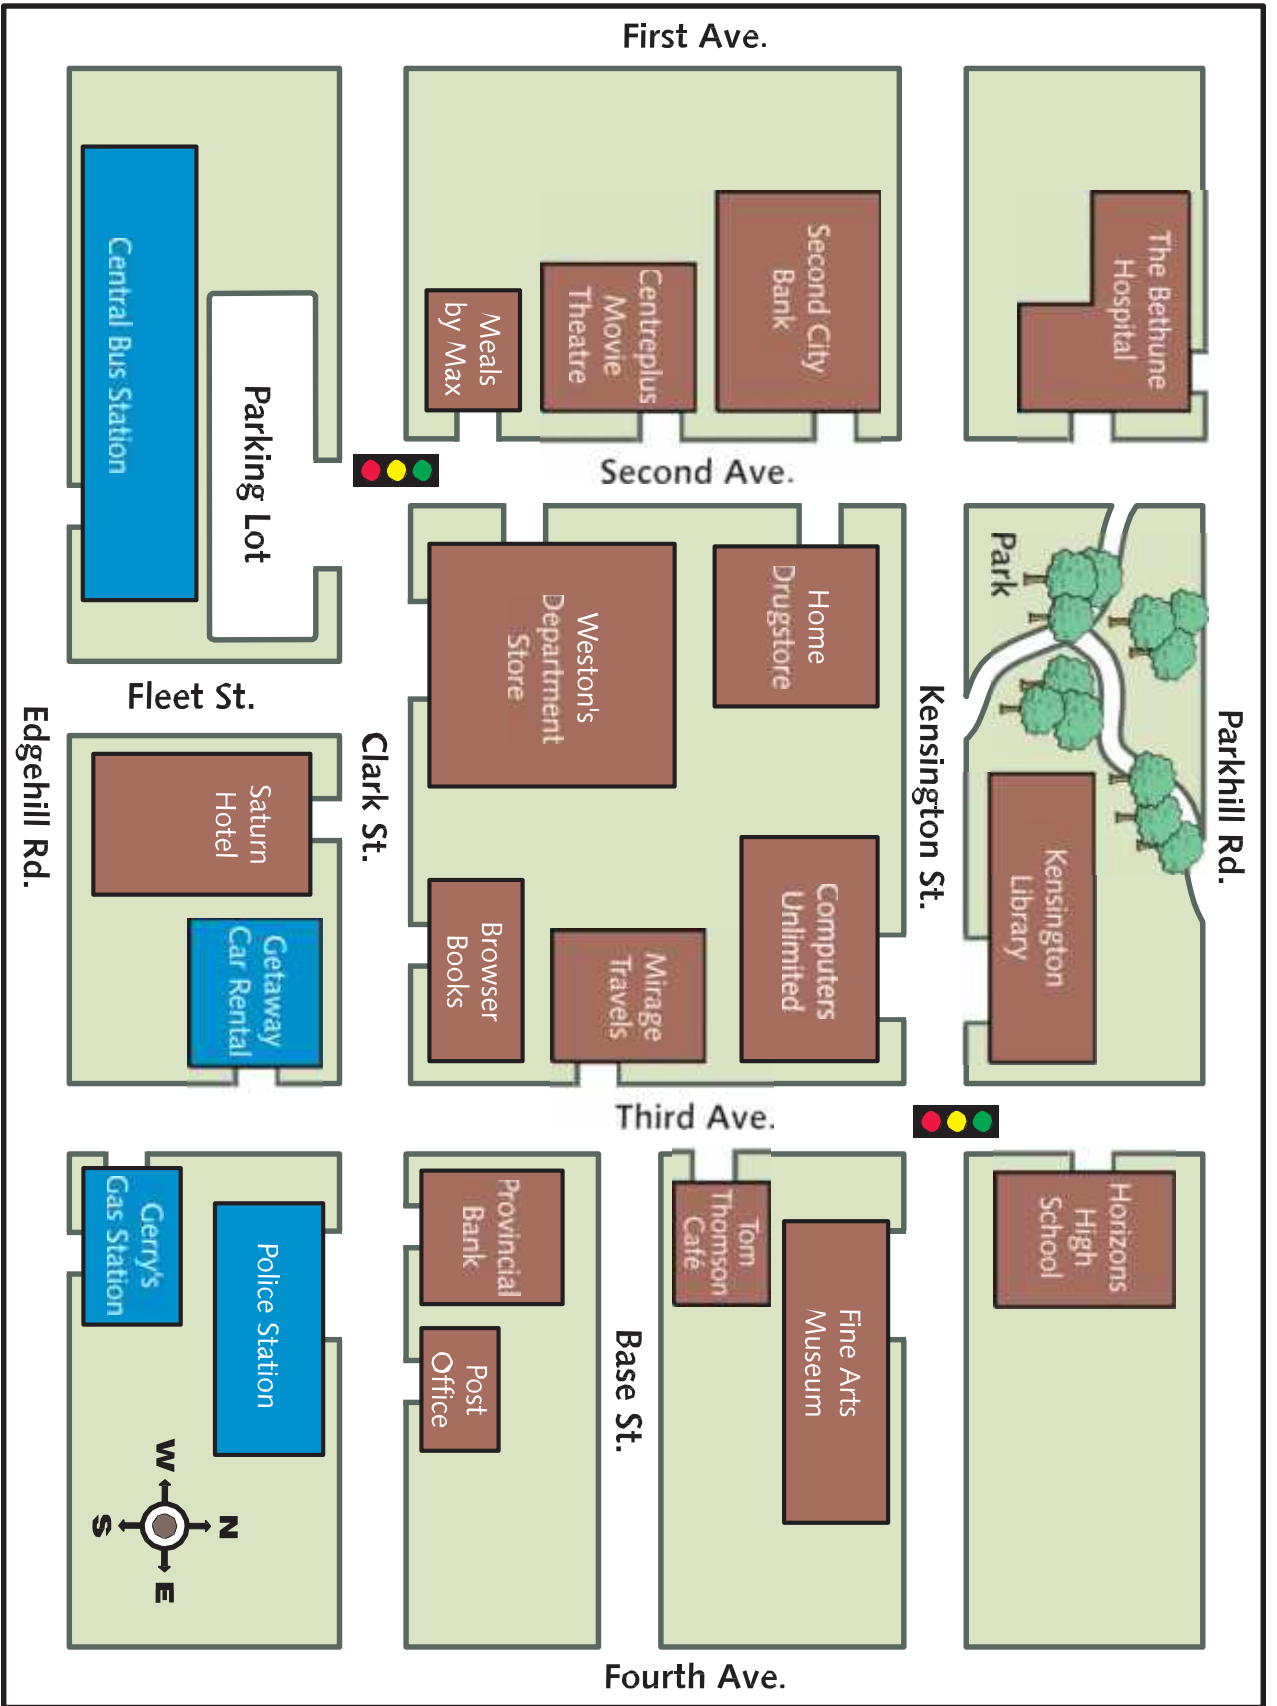 First Ave.
Central Bus Station
Parking Lot
Meals
by Max
Centreplus
Movie
Theatre
Second City
Bank
The Bethune
Hospital
Second Ave.
Park
Weston's
Department
Store
Home
Drugstore
Fleet St.
Edgehill Rd.
Clark St.
Kensington St.
Parkhill Rd.
Saturn
Hotel
Getaway
Car Rental
Browser
Books
Mirage
Travels
Computers
Unlimited
Kensington
Library
Third Ave.
Gerry's
Gas Station
Police Station
Provincial
Bank
Post
Office
Base St.
Tom
Thomson
Café
Fine Arts
Museum
Horizons
High
School
W
N
S
E
Fourth Ave.